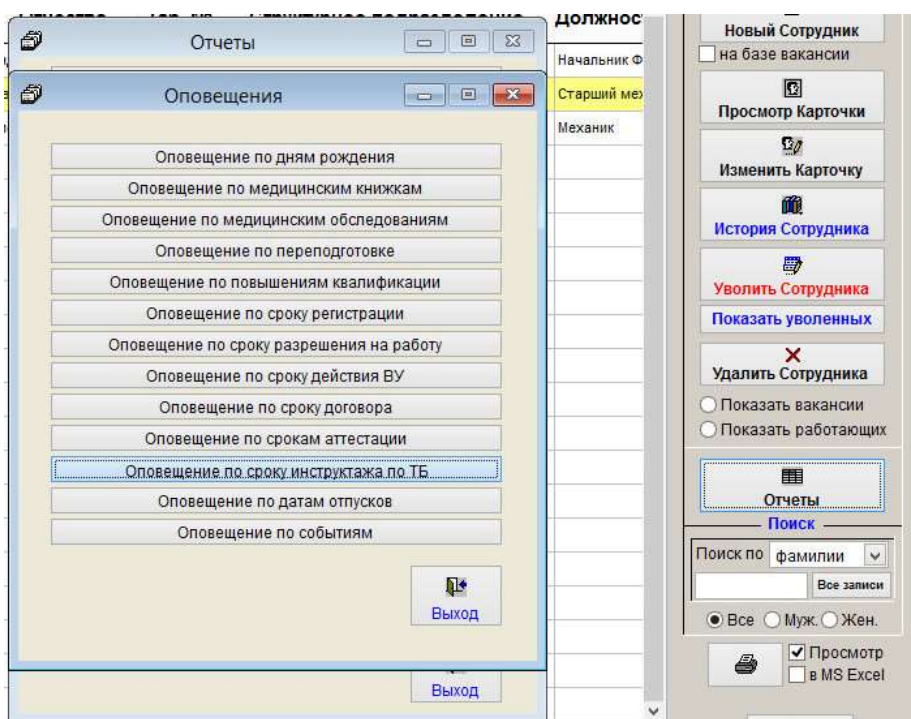 Отчество
Структурное подразделение
Должнос
Отчеты
Начальник Ф
Старший мех
Механик
Оповещения
Оповещение по дням рождения
Оповещение по медицинским книжкам
Оповещение по медицинским обследованиям
Оповещение по переподготовке
Оповещение по повышениям квалификации
Оповещение по сроку регистрации
Оповещение по сроку разрешения на работу
Оповещение по сроку действия ВУ
Оповещение по сроку договора
Оповещение по срокам аттестации
Оповещение по сроку инструктажа по ТБ
Оповещение по датам отпусков
Оповещение по событиям
Выход
Выход
Новый Сотрудник
на базе вакансии
Просмотр Карточки
Изменить Карточку
История Сотрудника
Уволить Сотрудника
Показать уволенных
Удалить Сотрудника
Показать вакансии
Показать работающих
Отчеты
Поиск
Поиск по фамилии
Все записи
Все Муж. Жен.
Просмотр
в MS Excel